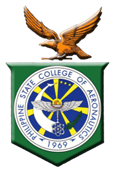 PHILIPPINE STATE COLLEGE OF AERONAUTICS
1969